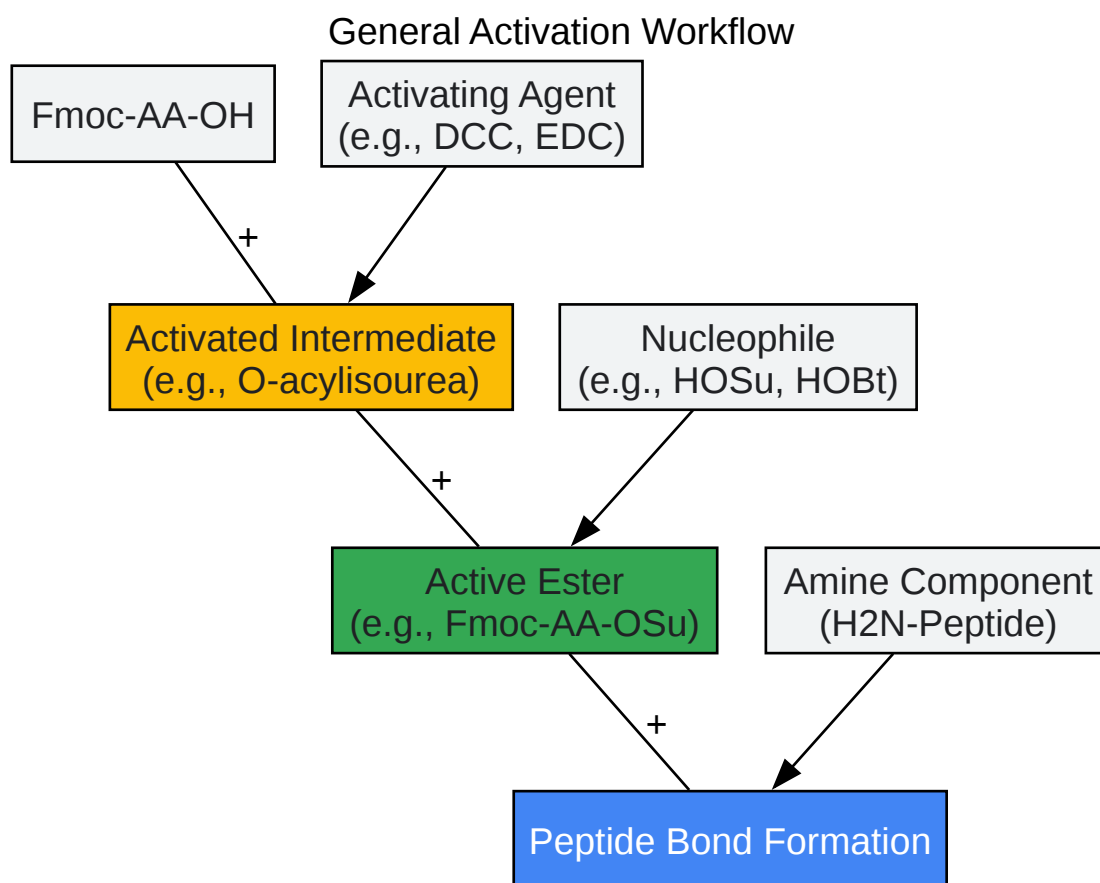 General Activation Workflow
Fmoc-AA-OH
Activating Agent
(e.g., DCC, EDC)
+
Activated Intermediate
(e.g., O-acylisourea)
Nucleophile
(e.g., HOSu, HOBt)
+
Active Ester
(e.g., Fmoc-AA-OSu)
Amine Component
(H2N-Peptide)
+
Peptide Bond Formation